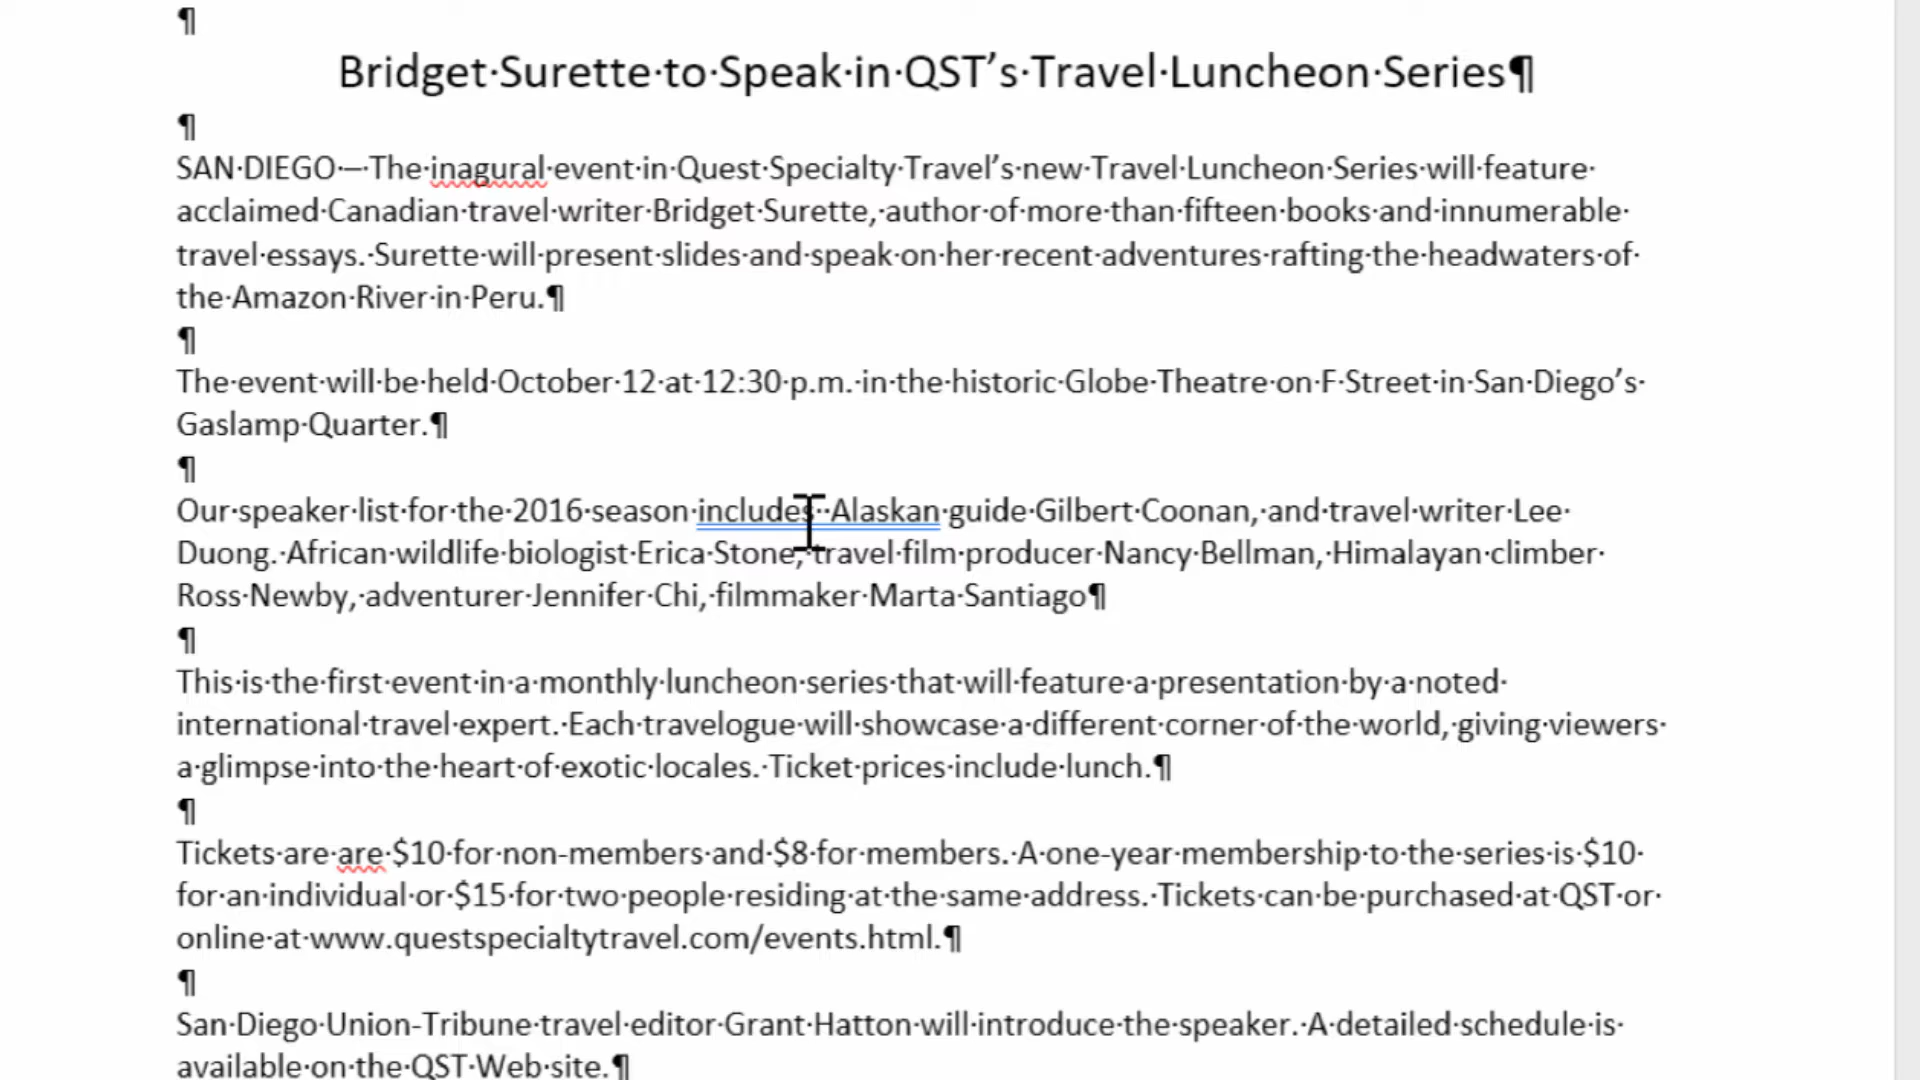 ¶
Bridget·Surette·to·Speak·in·QST’s·Travel·Luncheon·Series¶
¶
SAN·DIEGO·—·The·inagural·event·in·Quest·Specialty·Travel’s·new·Travel·Luncheon·Series·will·feature·
acclaimed·Canadian·travel·writer·Bridget·Surette,·author·of·more·than·fifteen·books·and·innumerable·
travel·essays.·Surette·will·present·slides·and·speak·on·her·recent·adventures·rafting·the·headwaters·of·
the·Amazon·River·in·Peru.¶
¶
The·event·will·be·held·October·12·at·12:30·p.m.·in·the·historic·Globe·Theatre·on·F·Street·in·San·Diego’s·
Gaslamp·Quarter.¶
¶
Our·speaker·list·for·the·2016·season·includes··Alaskan·guide·Gilbert·Coonan,·and·travel·writer·Lee·
Duong.·African·wildlife·biologist·Erica·Stone,·travel·film·producer·Nancy·Bellman,·Himalayan·climber·
Ross·Newby,·adventurer·Jennifer·Chi,·filmmaker·Marta·Santiago¶
¶
This·is·the·first·event·in·a·monthly·luncheon·series·that·will·feature·a·presentation·by·a·noted·
international·travel·expert.·Each·travelogue·will·showcase·a·different·corner·of·the·world,·giving·viewers·
a·glimpse·into·the·heart·of·exotic·locales.·Ticket·prices·include·lunch.¶
¶
Tickets·are·are·$10·for·non-members·and·$8·for·members.·A·one-year·membership·to·the·series·is·$10·
for·an·individual·or·$15·for·two·people·residing·at·the·same·address.·Tickets·can·be·purchased·at·QST·or·
online·at·www.questspecialtytravel.com/events.html.¶
¶
San·Diego·Union-Tribune·travel·editor·Grant·Hatton·will·introduce·the·speaker.·A·detailed·schedule·is·
available·on·the·QST·Web·site.¶